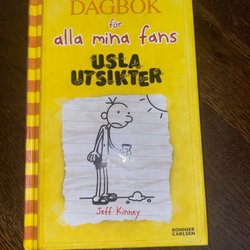 DAGBOK
för
alla mina fans
USLA
UTSIKTER
Jeff Kinney
BONNIER
CARLSEN